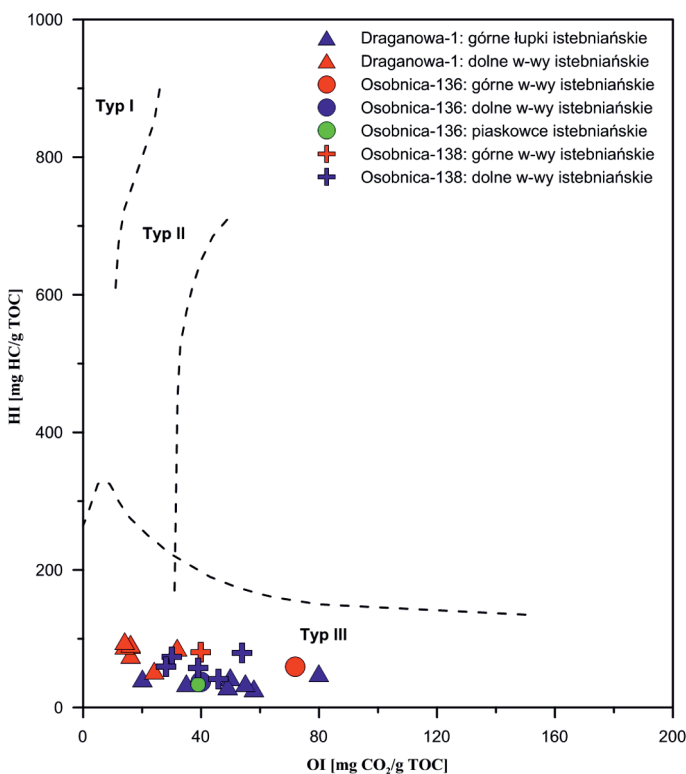 1000
800
600
400
200
0
HI [mg HC/g TOC]
Draganowa-1: górne łupki istebniańskie
Draganowa-1: dolne w-wy istebniańskie
Osobnica-136: górne w-wy istebniańskie
Osobnica-136: dolne w-wy istebniańskie
Osobnica-136: piaskowce istebniańskie
Osobnica-138: górne w-wy istebniańskie
Osobnica-138: dolne w-wy istebniańskie
Typ I
Typ II
Typ III
0 40 80 120 160 200
OI [mg CO₂/g TOC]